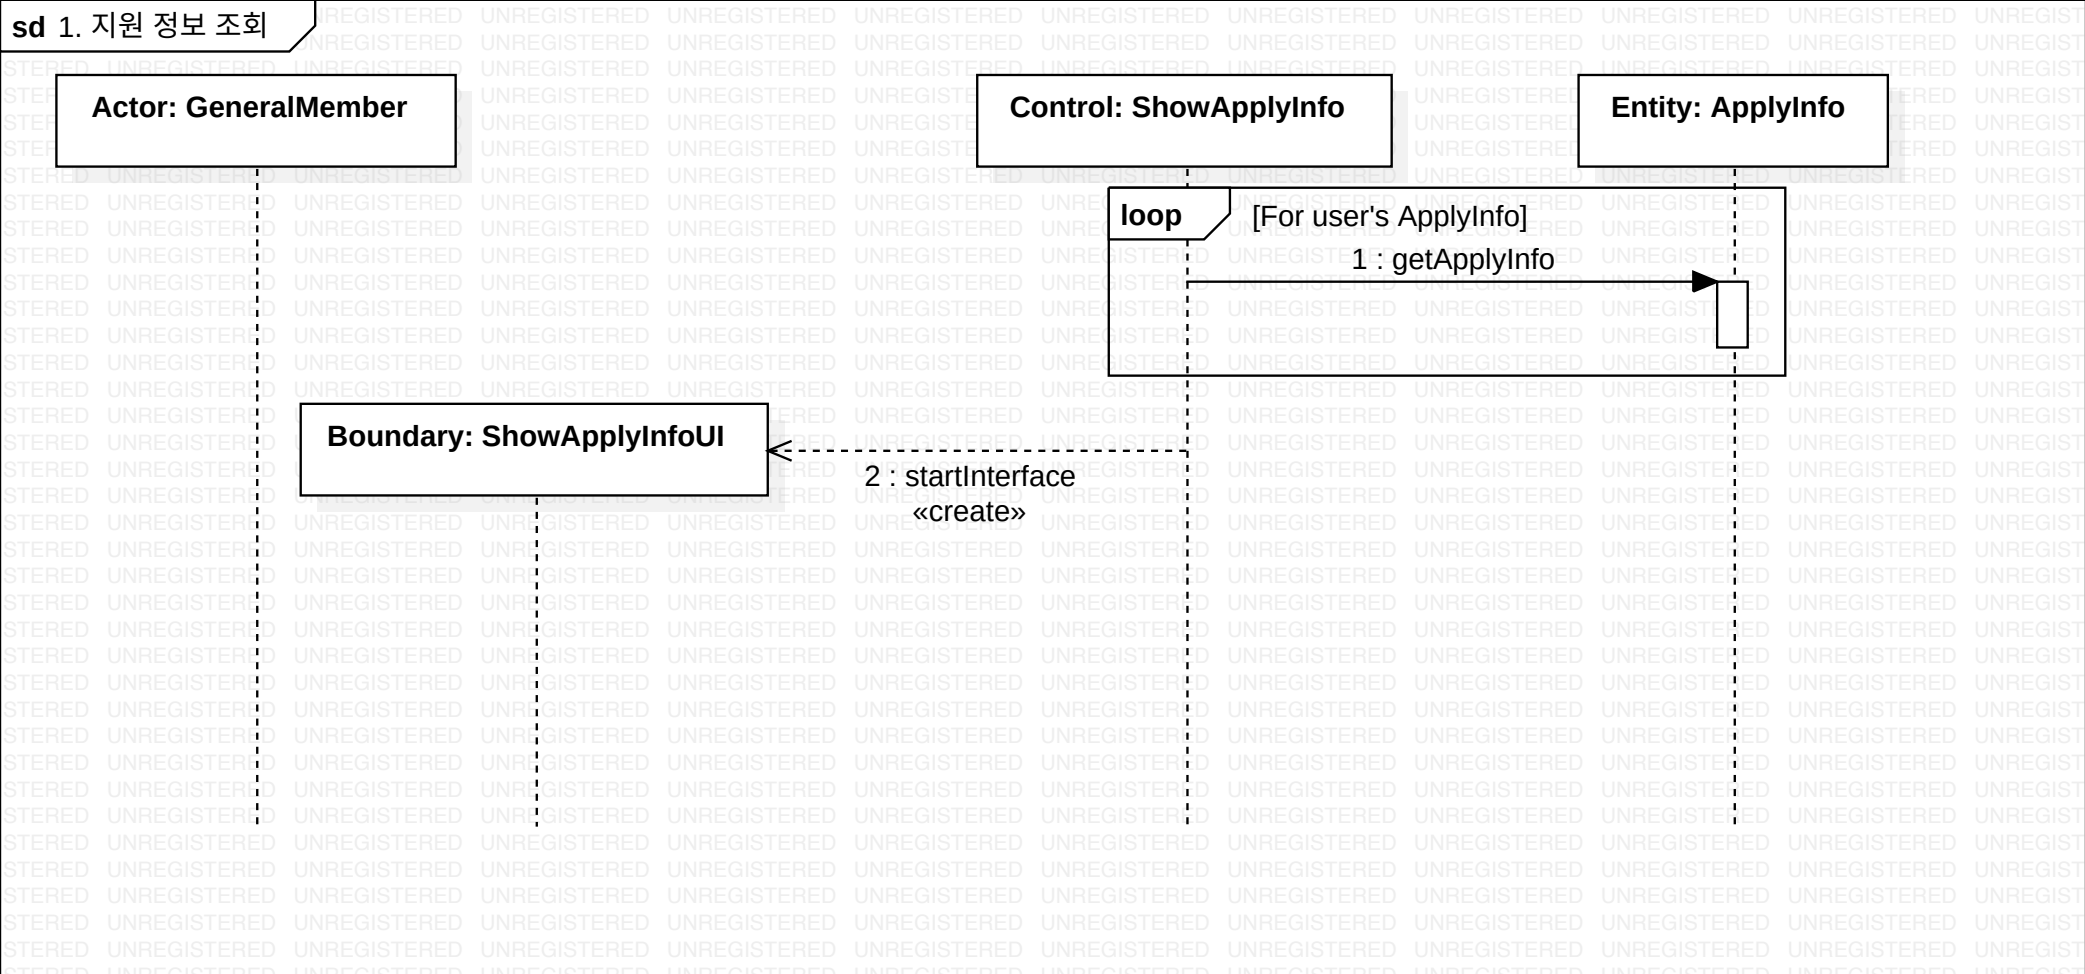 sd 1. 지원 정보 조회
Actor: GeneralMember
Control: ShowApplyInfo
Entity: ApplyInfo
loop [For user's ApplyInfo]
1 : getApplyInfo
Boundary: ShowApplyInfoUI
2 : startInterface
«create»
UNREGISTERED